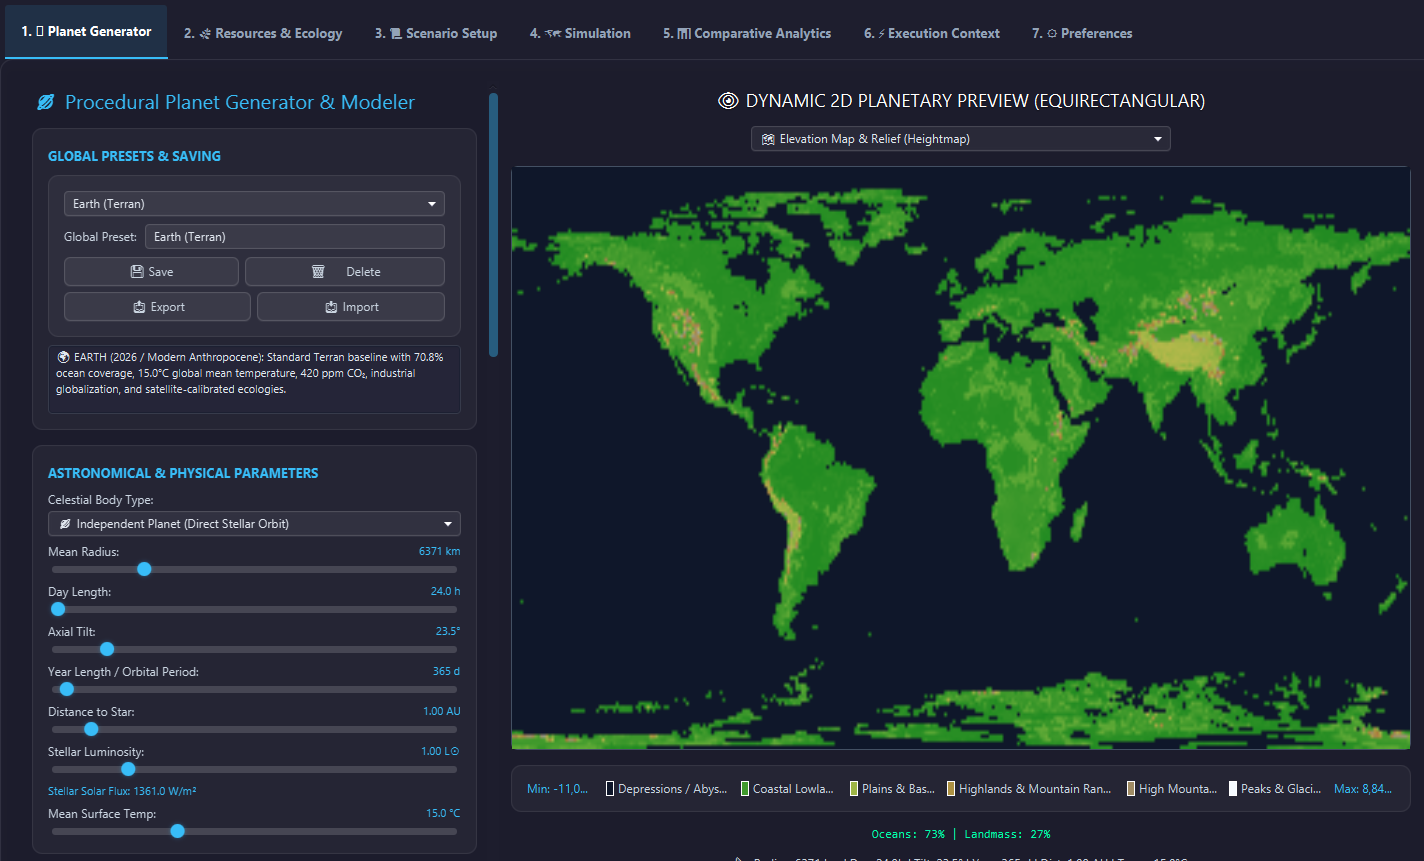 1. Planet Generator
2. Resources & Ecology
3. Scenario Setup
4. Simulation
5. Comparative Analytics
6. ⚡ Execution Context
7. ⚙ Preferences
Procedural Planet Generator & Modeler
GLOBAL PRESETS & SAVING
Earth (Terran)
Global Preset: Earth (Terran)
Save
Delete
Export
Import
EARTH (2026 / Modern Anthropocene): Standard Terran baseline with 70.8%
ocean coverage, 15.0°C global mean temperature, 420 ppm CO₂, industrial
globalization, and satellite-calibrated ecologies.
ASTRONOMICAL & PHYSICAL PARAMETERS
Celestial Body Type:
Independent Planet (Direct Stellar Orbit)
Mean Radius: 6371 km
Day Length: 24.0 h
Axial Tilt: 23.5°
Year Length / Orbital Period: 365 d
Distance to Star: 1.00 AU
Stellar Luminosity: 1.00 L☉
Stellar Solar Flux: 1361.0 W/m²
Mean Surface Temp: 15.0 °C
DYNAMIC 2D PLANETARY PREVIEW (EQUIRECTANGULAR)
Elevation Map & Relief (Heightmap)
Min: -11,0...
Depressions / Abys...
Coastal Lowla...
Plains & Bas...
Highlands & Mountain Ran...
High Mounta...
Peaks & Glaci...
Max: 8,84...
Oceans: 73% | Landmass: 27%